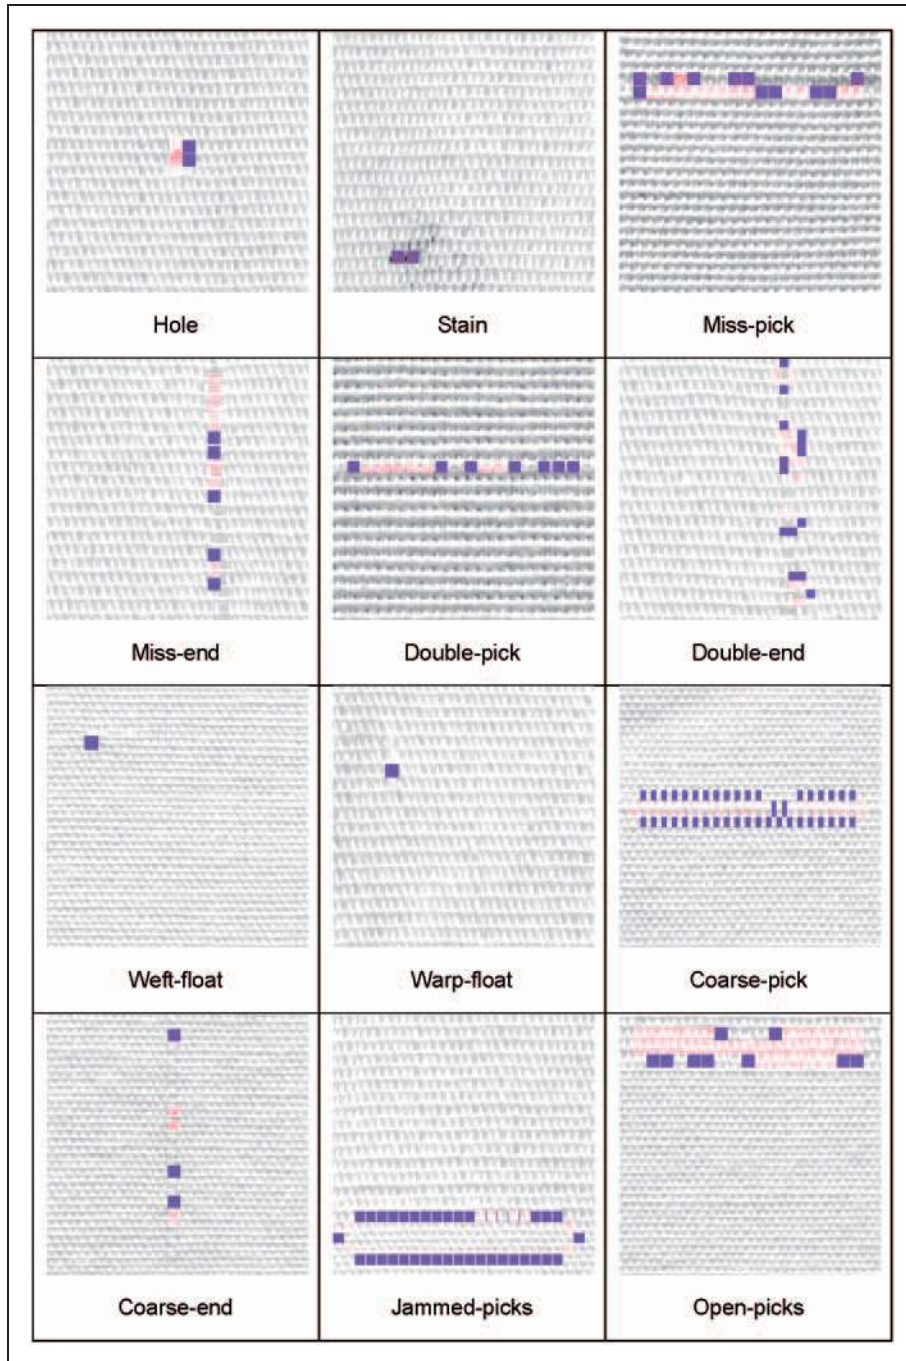 Hole
Stain
Miss-pick
Miss-end
Double-pick
Double-end
Weft-float
Warp-float
Coarse-pick
Coarse-end
Jammed-picks
Open-picks